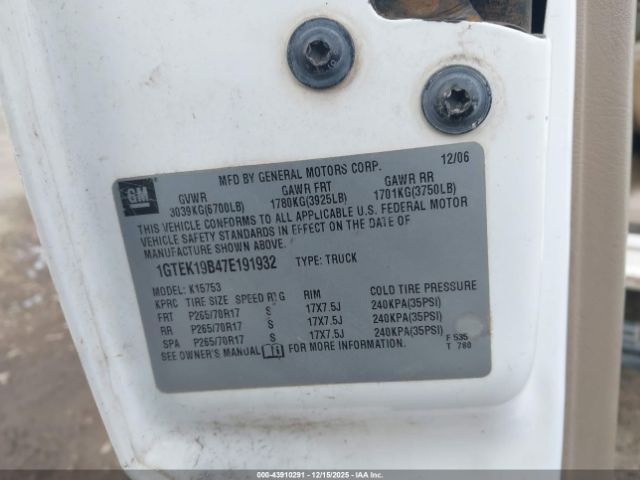 MFD BY GENERAL MOTORS CORP. 12/06
GM GVWR GAWR FRT GAWR RR
3039KG(6700LB) 1780KG(3925LB) 1701KG(3750LB)
THIS VEHICLE CONFORMS TO ALL APPLICABLE U.S. FEDERAL MOTOR
VEHICLE SAFETY STANDARDS IN EFFECT ON THE DATE OF
MANUFACTURE SHOWN ABOVE.
1GTEK19B47E191932 TYPE: TRUCK
MODEL: K15753
KPRC TIRE SIZE SPEED RTG RIM COLD TIRE PRESSURE
FRT P265/70R17 S 17X7.5J 240KPA(35PSI)
RR P265/70R17 S 17X7.5J 240KPA(35PSI)
SPA P265/70R17 S 17X7.5J 240KPA(35PSI)
SEE OWNER'S MANUAL FOR MORE INFORMATION.
F 535
T 780
000-43910291 - 12/15/2025 - IAAI.COM